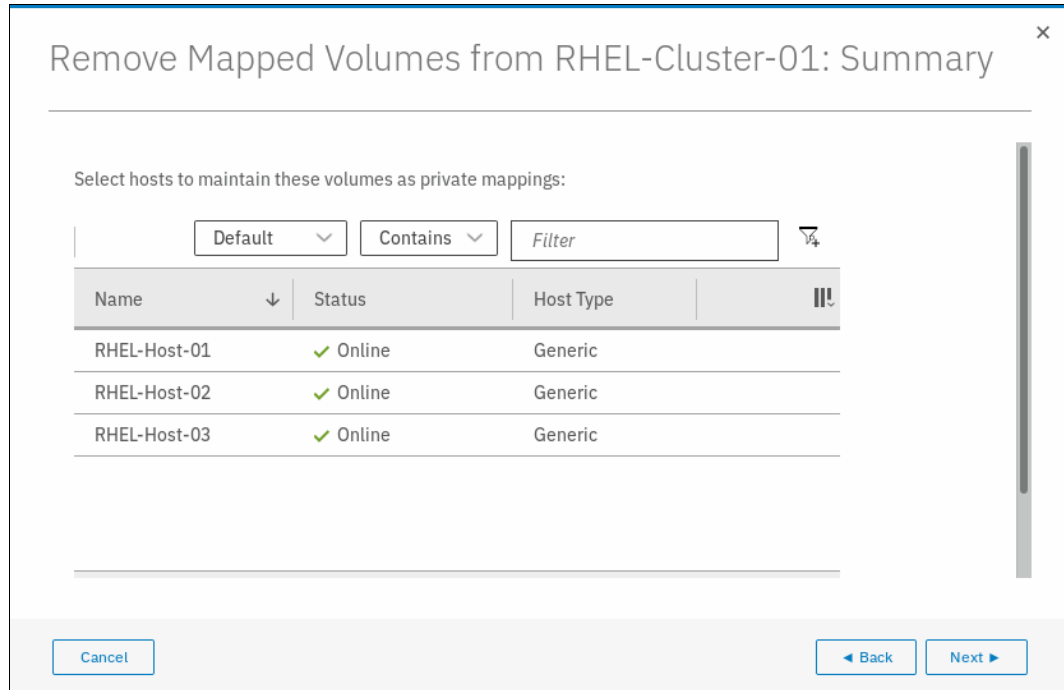 Remove Mapped Volumes from RHEL-Cluster-01: Summary
Select hosts to maintain these volumes as private mappings:
Default Contains Filter
Name Status Host Type
RHEL-Host-01 Online Generic
RHEL-Host-02 Online Generic
RHEL-Host-03 Online Generic
Cancel Back Next